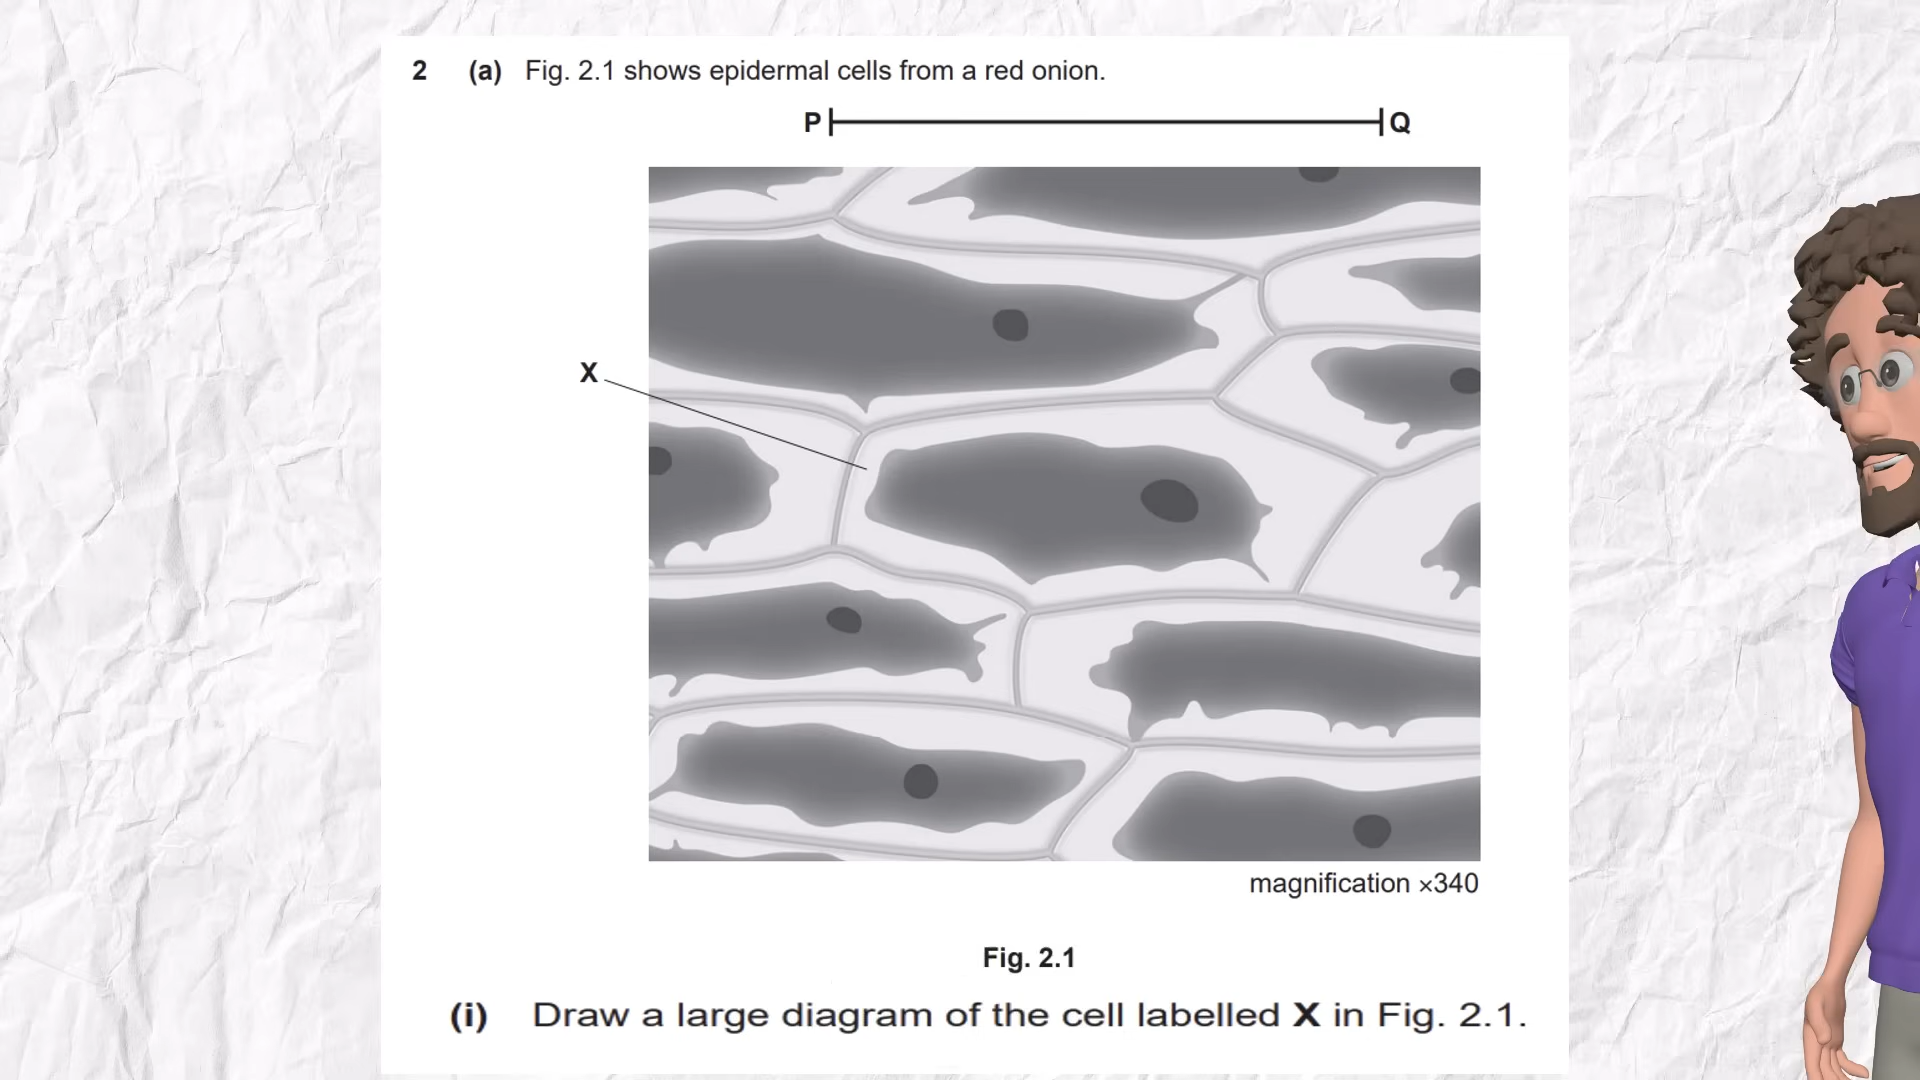 2 (a) Fig. 2.1 shows epidermal cells from a red onion.
P Q
X
magnification ×340
Fig. 2.1
(i) Draw a large diagram of the cell labelled X in Fig. 2.1.